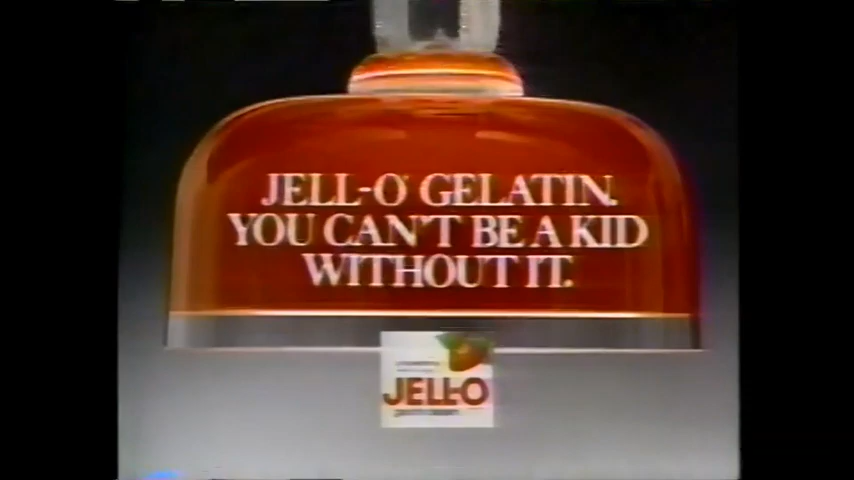 JELL-O® GELATIN.
YOU CAN'T BE A KID
WITHOUT IT.
JELL-O